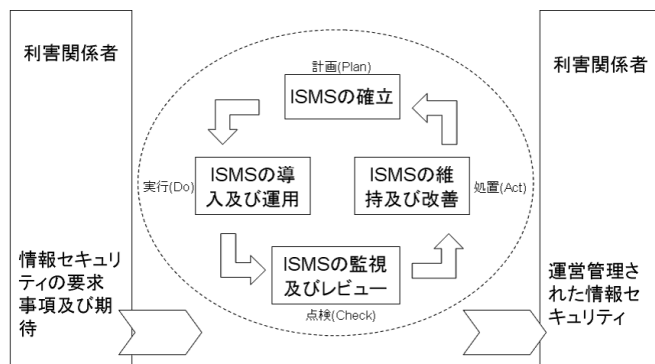 利害関係者
情報セキュリ
ティの要求
事項及び期
待
計画(Plan)
ISMSの確立
実行(Do)
ISMSの導
入及び運用
ISMSの維
持及び改善
処置(Act)
ISMSの監視
及びレビュー
点検(Check)
利害関係者
運営管理さ
れた情報セ
キュリティ